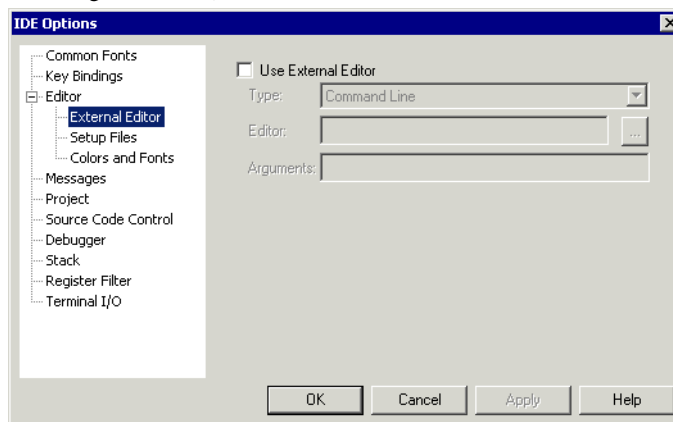 IDE Options
Common Fonts
Key Bindings
Editor
External Editor
Setup Files
Colors and Fonts
Messages
Project
Source Code Control
Debugger
Stack
Register Filter
Terminal I/O
Use External Editor
Type: Command Line
Editor: ...
Arguments:
OK Cancel Apply Help